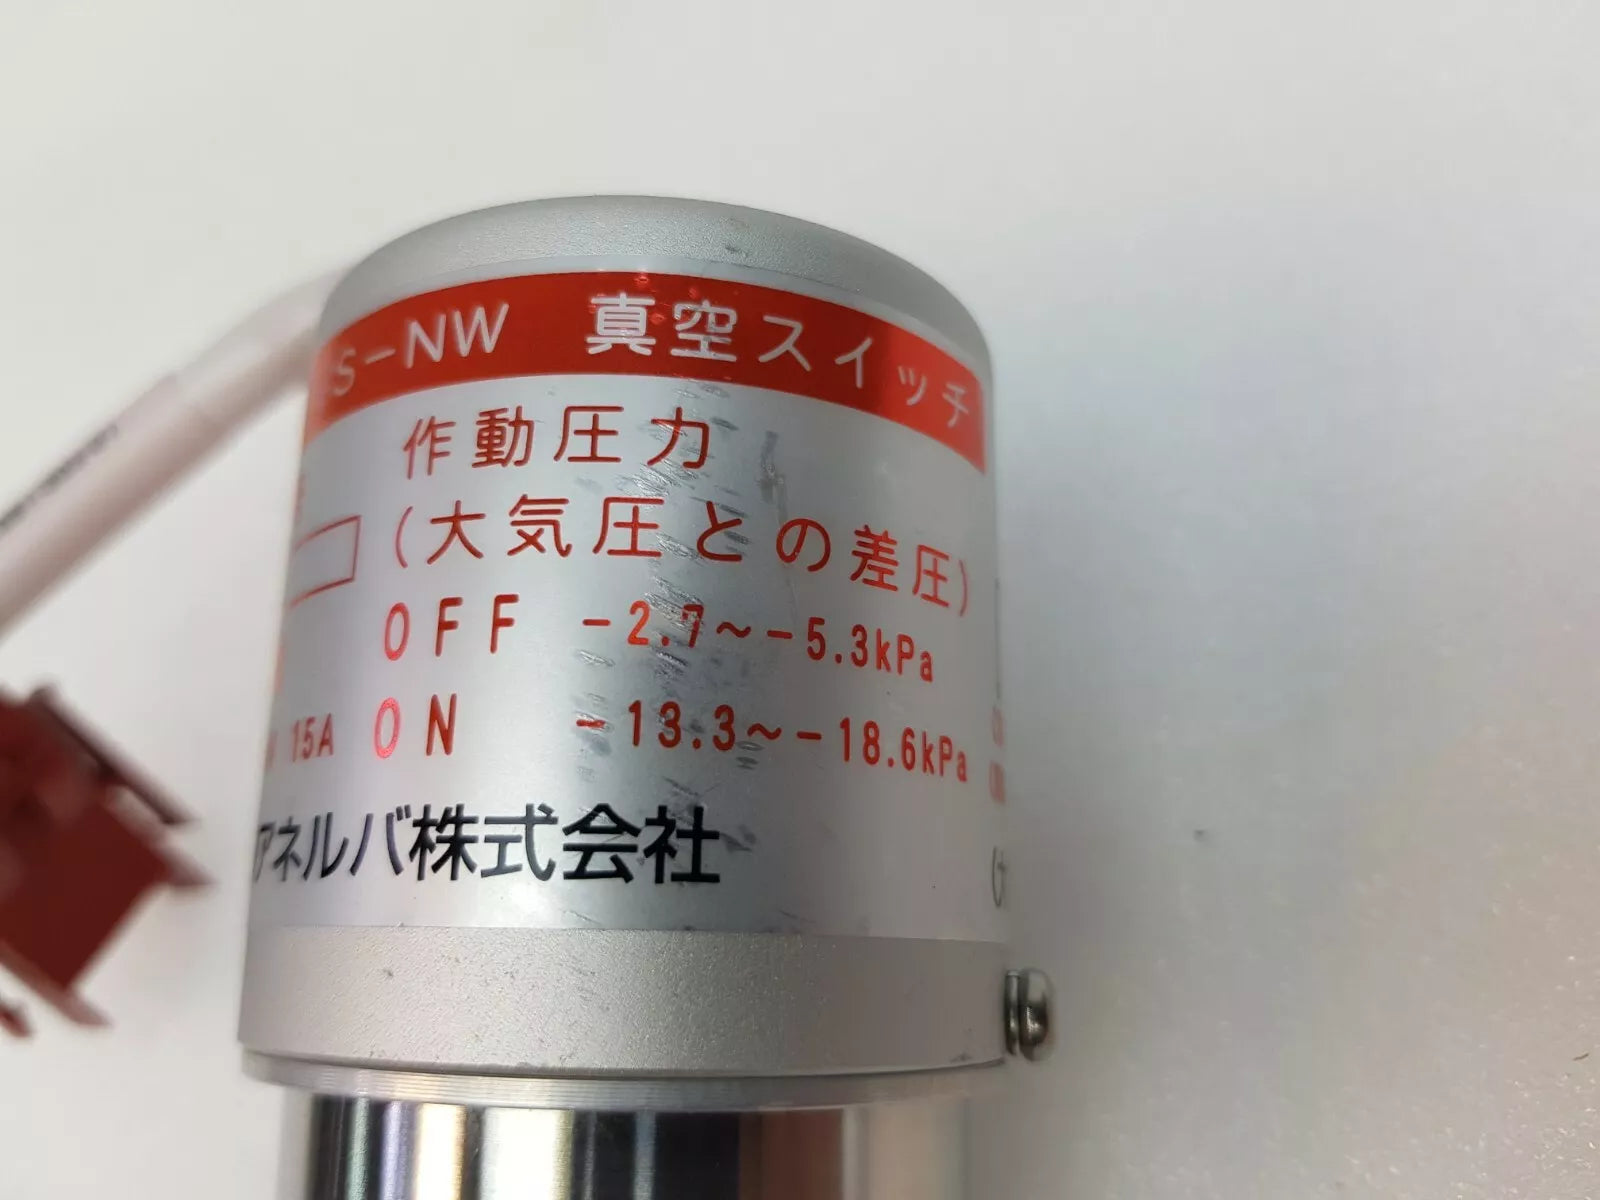 S-NW 真空スイッチ
作動圧力
(大気圧との差圧)
OFF -2.7～-5.3kPa
15A ON -13.3～-18.6kPa
アネルバ株式会社